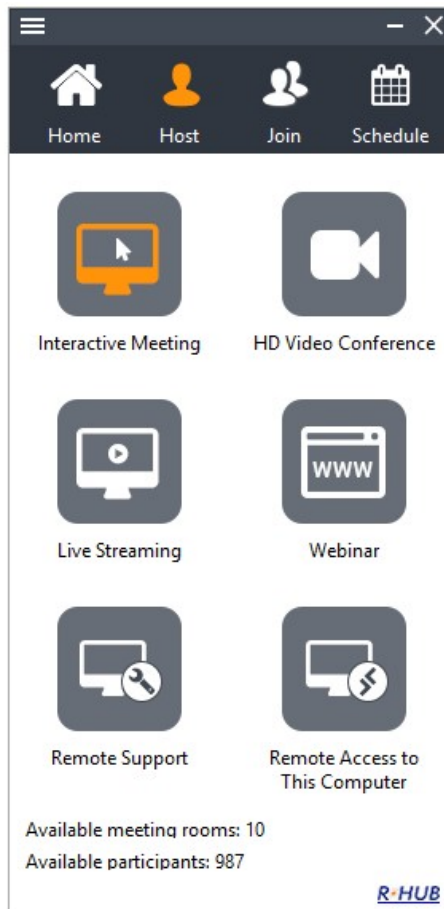 Home Host Join Schedule
Interactive Meeting HD Video Conference
WWW
Live Streaming Webinar
Remote Support Remote Access to
This Computer
Available meeting rooms: 10
Available participants: 987
R·HUB